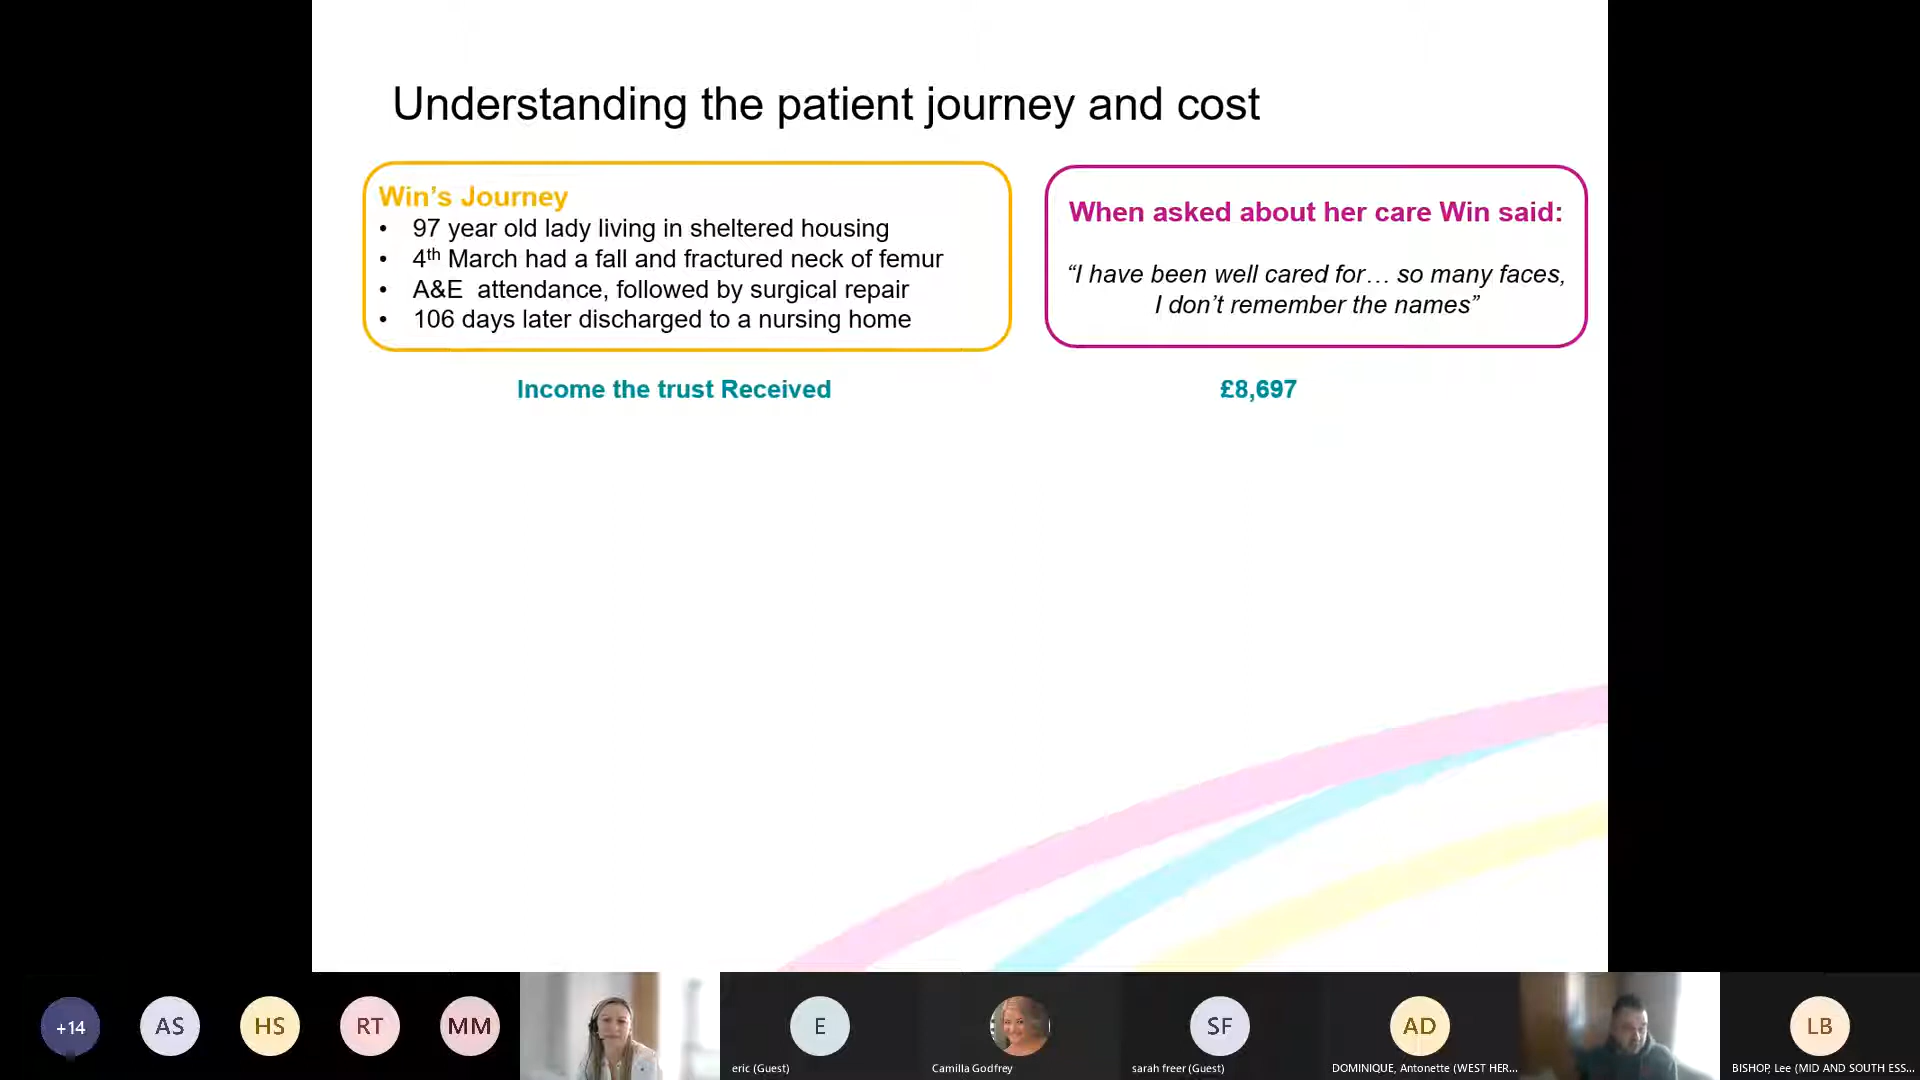 Understanding the patient journey and cost
Win’s Journey
• 97 year old lady living in sheltered housing
• 4th March had a fall and fractured neck of femur
• A&E attendance, followed by surgical repair
• 106 days later discharged to a nursing home
When asked about her care Win said:
“I have been well cared for… so many faces,
I don’t remember the names”
Income the trust Received £8,697
+14 AS HS RT MM E SF AD LB
eric (Guest) Camilla Godfrey sarah freer (Guest) DOMINIQUE, Antonette (WEST HER... BISHOP, Lee (MID AND SOUTH ESS...